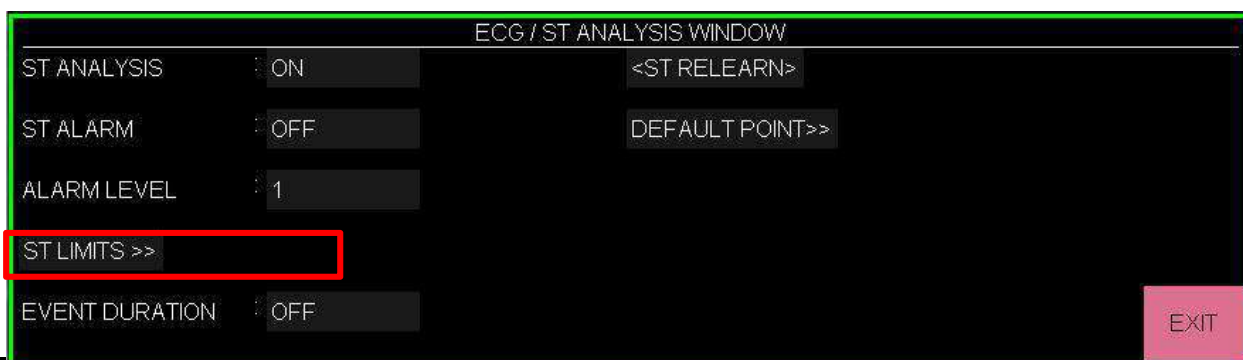 ECG / ST ANALYSIS WINDOW
ST ANALYSIS : ON <ST RELEARN>
ST ALARM : OFF DEFAULT POINT>>
ALARM LEVEL : 1
ST LIMITS >>
EVENT DURATION : OFF
EXIT